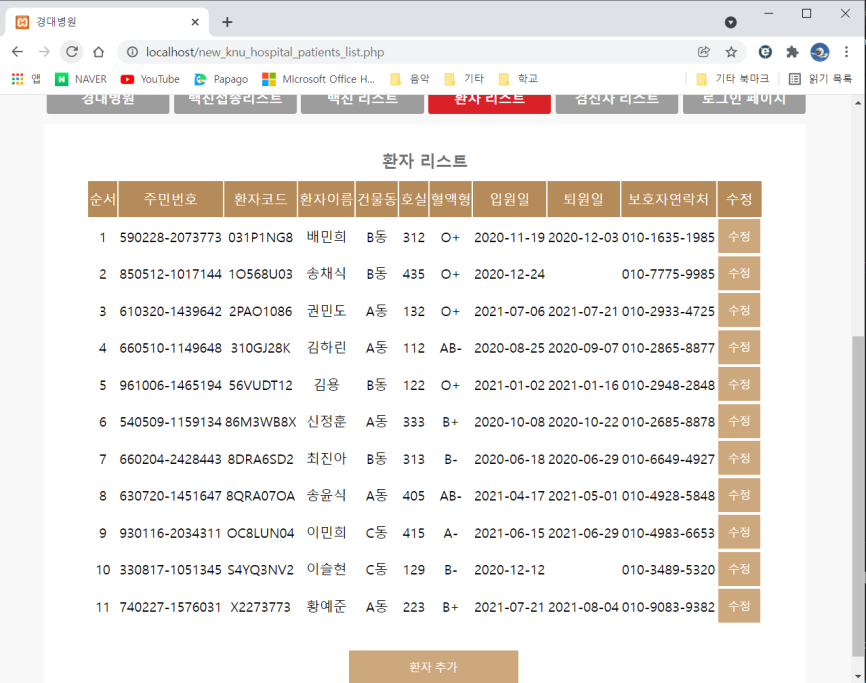 경대병원
localhost/new_knu_hospital_patients_list.php
앱 NAVER YouTube Papago Microsoft Office H... 음악 기타 학교 기타 북마크 읽기 목록
경대병원 백신접종리스트 백신 리스트 환자 리스트 검진자 리스트 로그인 페이지
환자 리스트
순서 주민번호 환자코드 환자이름 건물동 호실 혈액형 입원일 퇴원일 보호자연락처 수정
1 590228-2073773 031P1NG8 배민희 B동 312 O+ 2020-11-19 2020-12-03 010-1635-1985 수정
2 850512-1017144 1O568U03 송채식 B동 435 O+ 2020-12-24 010-7775-9985 수정
3 610320-1439642 2PAO1086 권민도 A동 132 O+ 2021-07-06 2021-07-21 010-2933-4725 수정
4 660510-1149648 310GJ28K 김하린 A동 112 AB- 2020-08-25 2020-09-07 010-2865-8877 수정
5 961006-1465194 56VUDT12 김용 B동 122 O+ 2021-01-02 2021-01-16 010-2948-2848 수정
6 540509-1159134 86M3WB8X 신정훈 A동 333 B+ 2020-10-08 2020-10-22 010-2685-8878 수정
7 660204-2428443 8DRA6SD2 최진아 B동 313 B- 2020-06-18 2020-06-29 010-6649-4927 수정
8 630720-1451647 8QRA07OA 송윤식 A동 405 AB- 2021-04-17 2021-05-01 010-4928-5848 수정
9 930116-2034311 OC8LUN04 이민희 C동 415 A- 2021-06-15 2021-06-29 010-4983-6653 수정
10 330817-1051345 S4YQ3NV2 이슬현 C동 129 B- 2020-12-12 010-3489-5320 수정
11 740227-1576031 X2273773 황예준 A동 223 B+ 2021-07-21 2021-08-04 010-9083-9382 수정
환자 추가